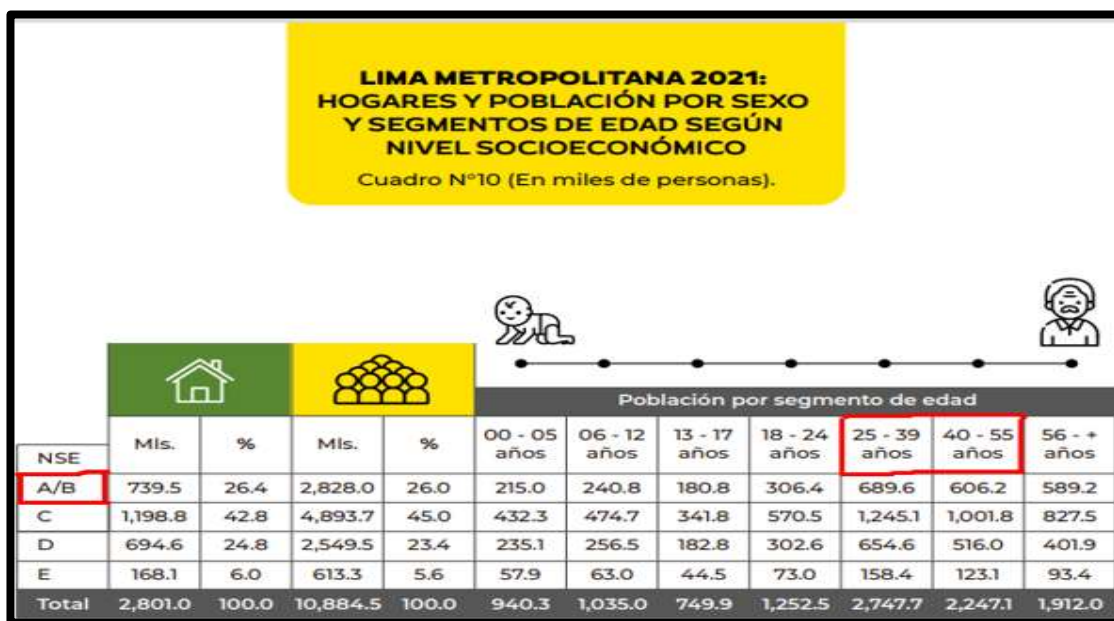 LIMA METROPOLITANA 2021:
HOGARES Y POBLACIÓN POR SEXO
Y SEGMENTOS DE EDAD SEGÚN
NIVEL SOCIOECONÓMICO
Cuadro N°10 (En miles de personas).
Población por segmento de edad
NSE Mls. % Mls. % 00 - 05 años 06 - 12 años 13 - 17 años 18 - 24 años 25 - 39 años 40 - 55 años 56 - + años
A/B 739.5 26.4 2,828.0 26.0 215.0 240.8 180.8 306.4 689.6 606.2 589.2
C 1,198.8 42.8 4,893.7 45.0 432.3 474.7 341.8 570.5 1,245.1 1,001.8 827.5
D 694.6 24.8 2,549.5 23.4 235.1 256.5 182.8 302.6 654.6 516.0 401.9
E 168.1 6.0 613.3 5.6 57.9 63.0 44.5 73.0 158.4 123.1 93.4
Total 2,801.0 100.0 10,884.5 100.0 940.3 1,035.0 749.9 1,252.5 2,747.7 2,247.1 1,912.0